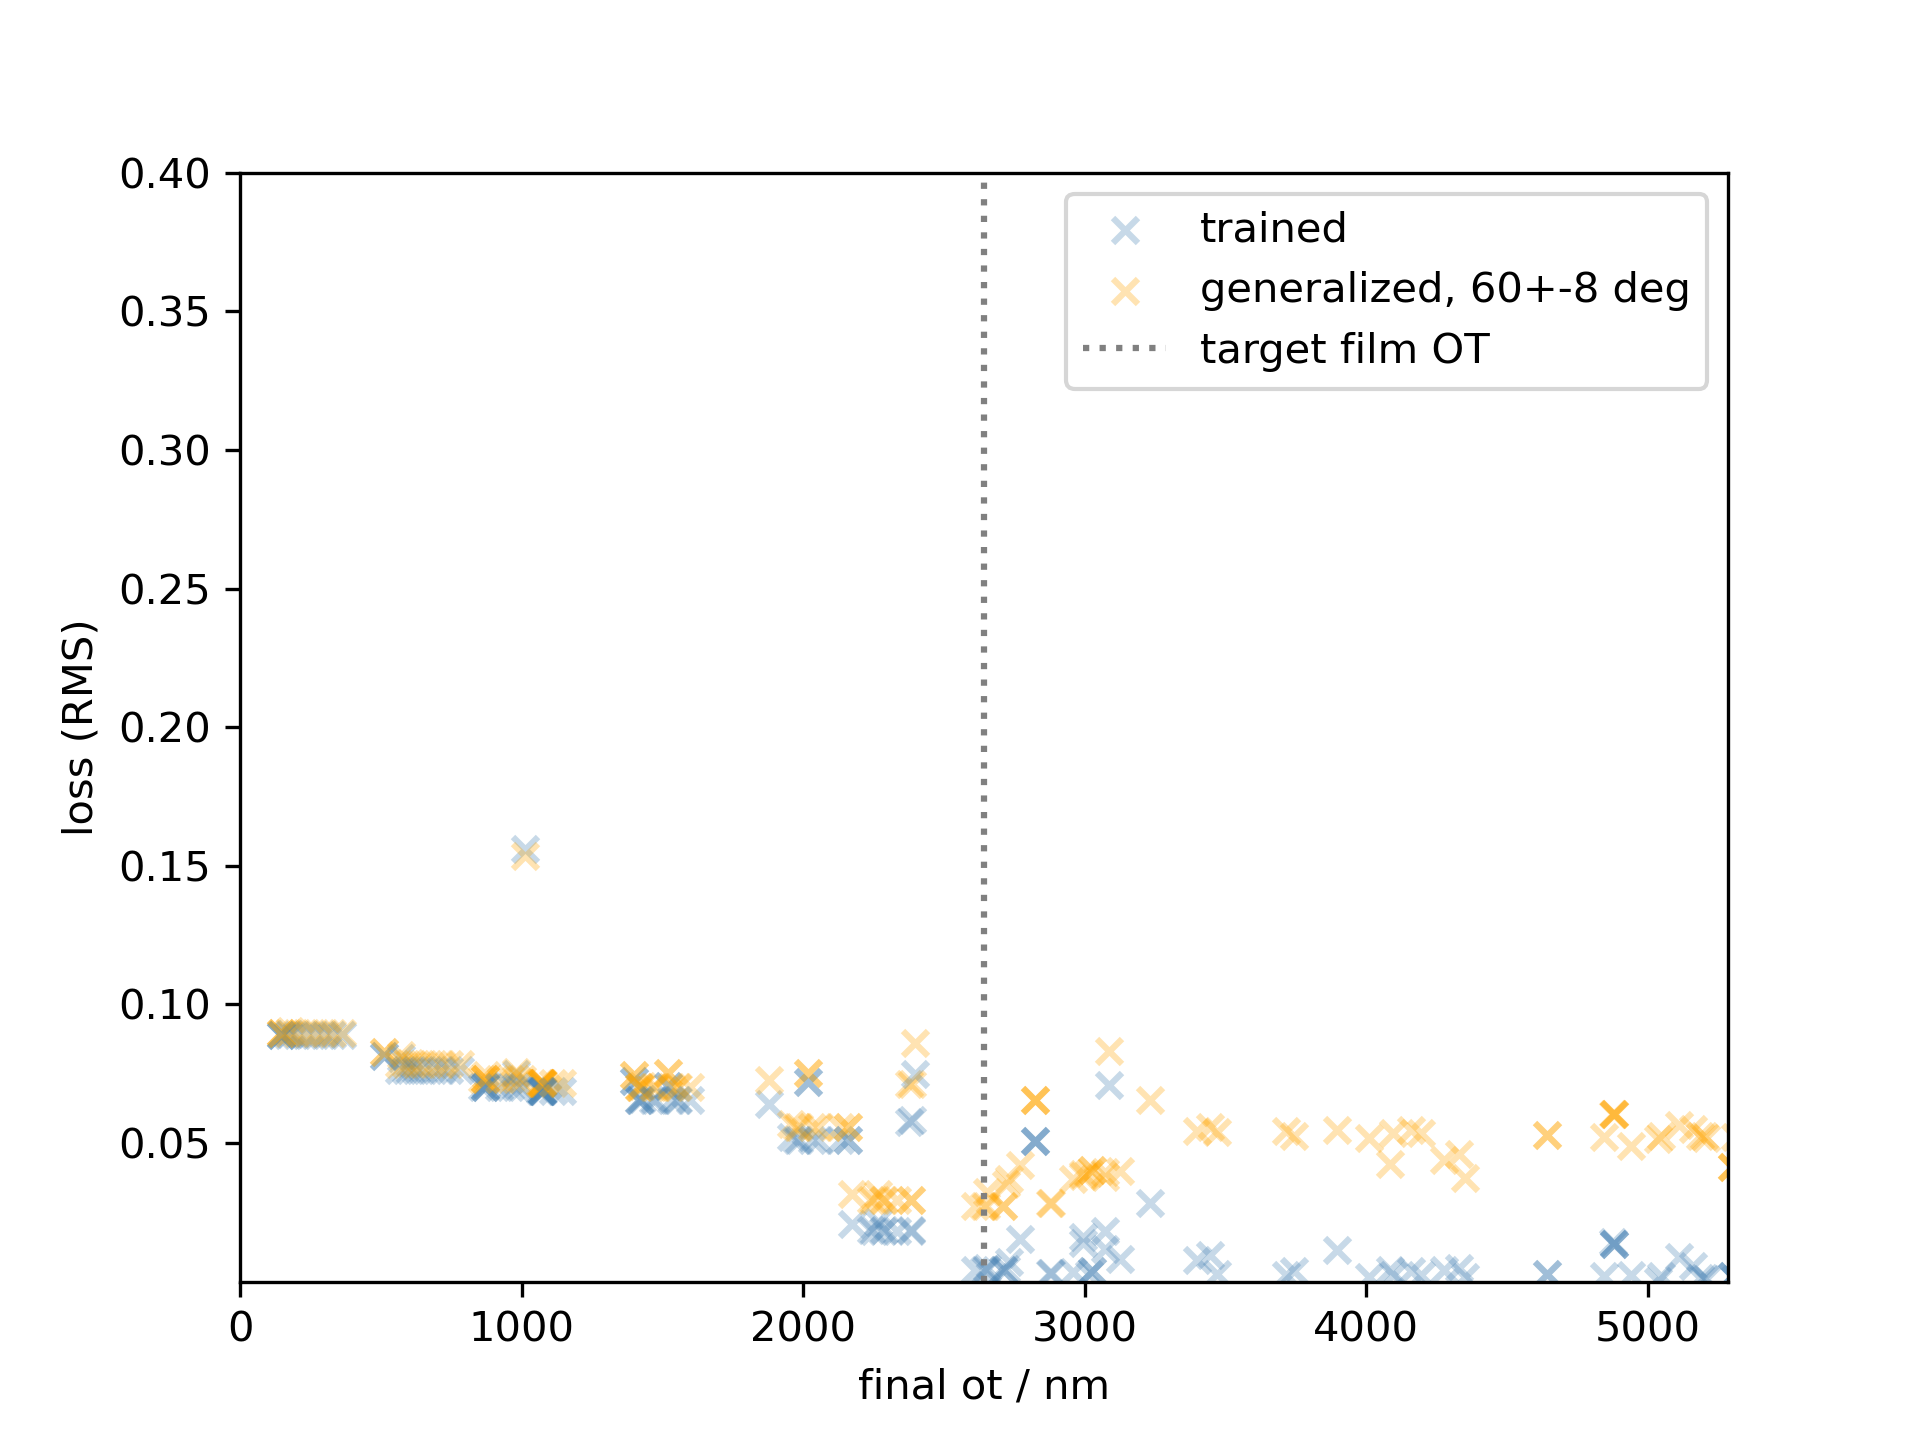 0.40
0.35
0.30
0.25
0.20
0.15
0.10
0.05
loss (RMS)
trained
generalized, 60+-8 deg
target film OT
0 1000 2000 3000 4000 5000
final ot / nm